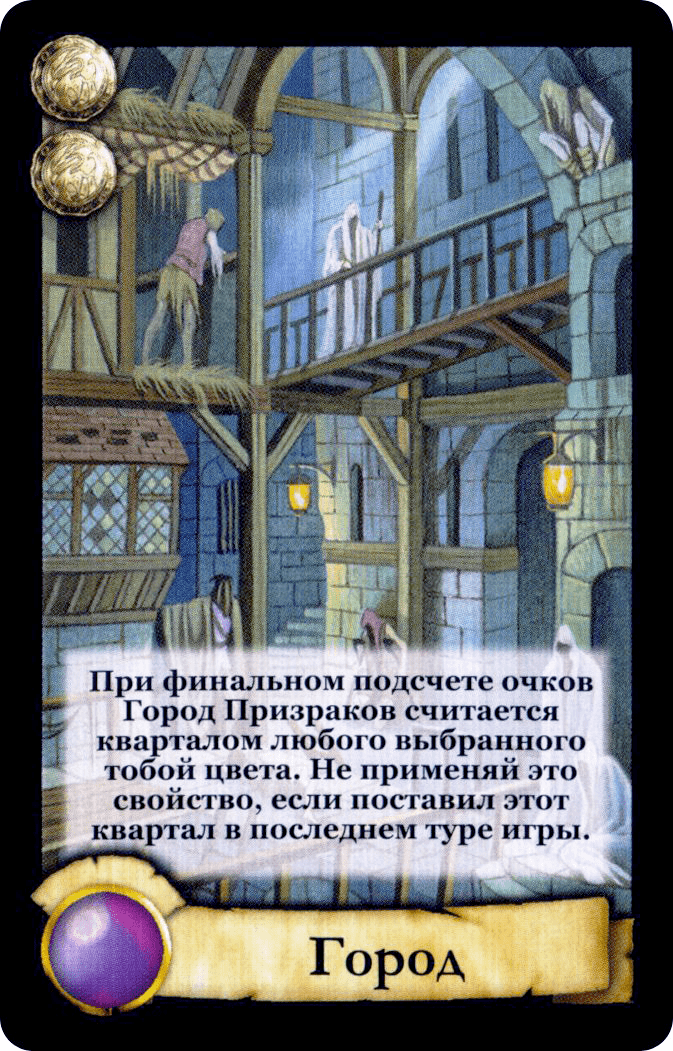 При финальном подсчете очков
Город Призраков считается
кварталом любого выбранного
тобой цвета. Не применяй это
свойство, если поставил этот
квартал в последнем туре игры.
Город